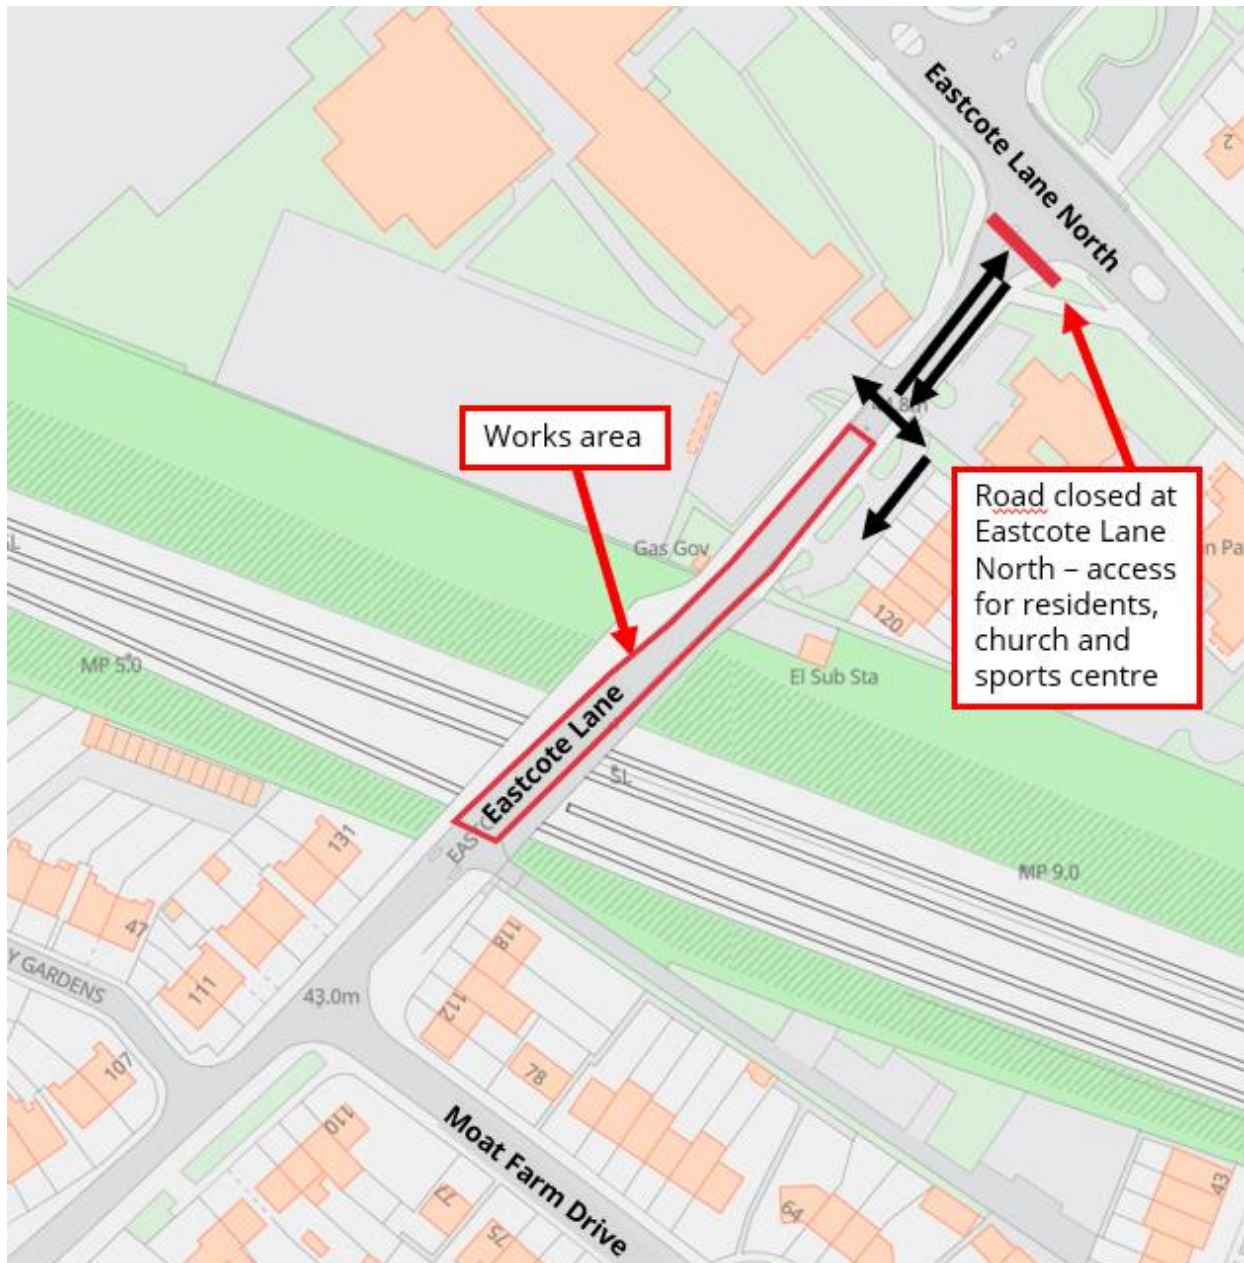 Eastcote Lane North
2
Works area
Road closed at
Eastcote Lane
North – access
for residents,
church and
sports centre
Gas Gov
n Pa
120
El Sub Sta
MP 5.0
SL
Eastcote Lane
SL
131
MP 9.0
47
118
111
Y GARDENS
43.0m
112
107
78
110
Moat Farm Drive
77
64
43
75